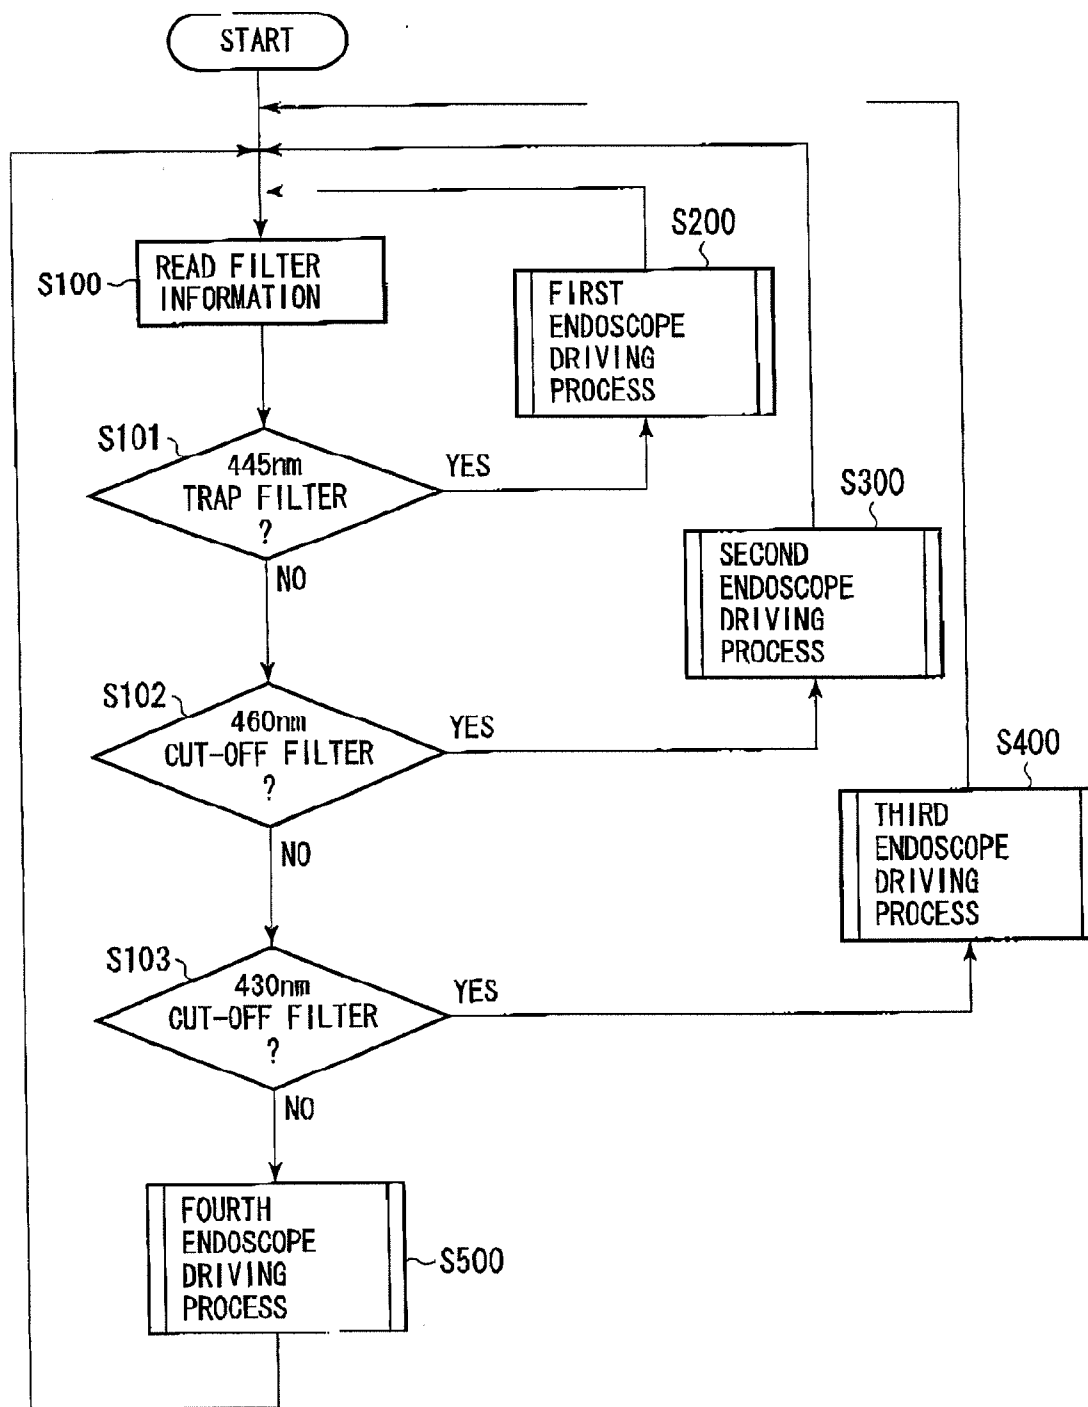 START
S100
READ FILTER
INFORMATION
S200
FIRST
ENDOSCOPE
DRIVING
PROCESS
S101
445nm
TRAP FILTER
?
YES
NO
S300
SECOND
ENDOSCOPE
DRIVING
PROCESS
S102
460nm
CUT-OFF FILTER
?
YES
NO
S400
THIRD
ENDOSCOPE
DRIVING
PROCESS
S103
430nm
CUT-OFF FILTER
?
YES
NO
FOURTH
ENDOSCOPE
DRIVING
PROCESS
S500